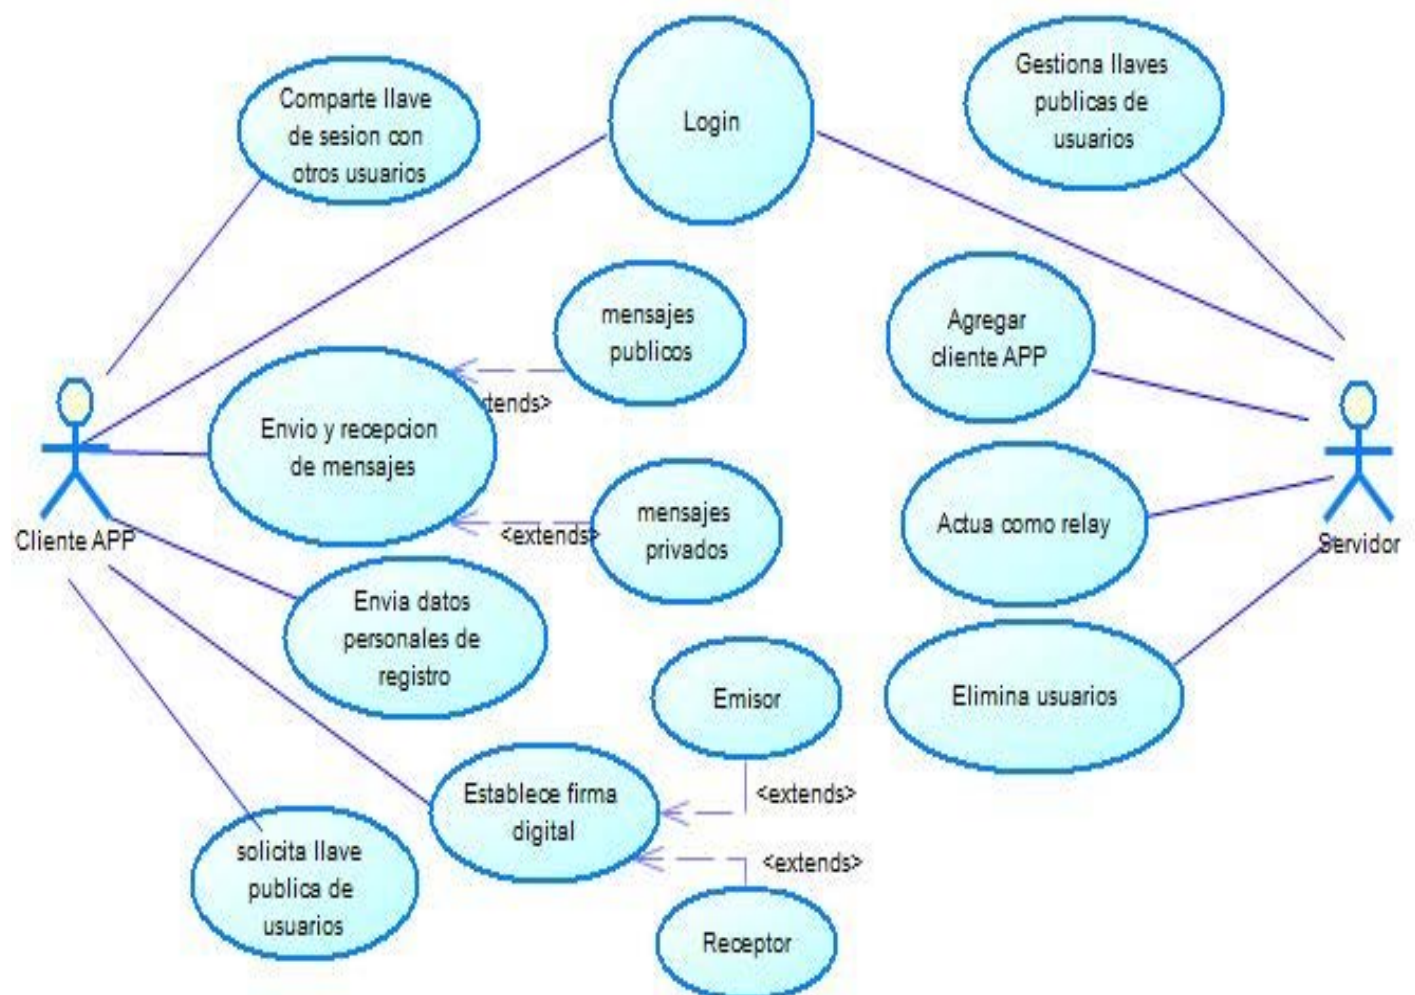 Comparte llave
de sesion con
otros usuarios
Login
Gestiona llaves
publicas de
usuarios
mensajes
publicos
Agregar
cliente APP
tends>
Envio y recepcion
de mensajes
<extends>
mensajes
privados
Actua como relay
Cliente APP
Servidor
Envia datos
personales de
registro
Emisor
Elimina usuarios
Establece firma
digital
<extends>
<extends>
solicita llave
publica de
usuarios
Receptor